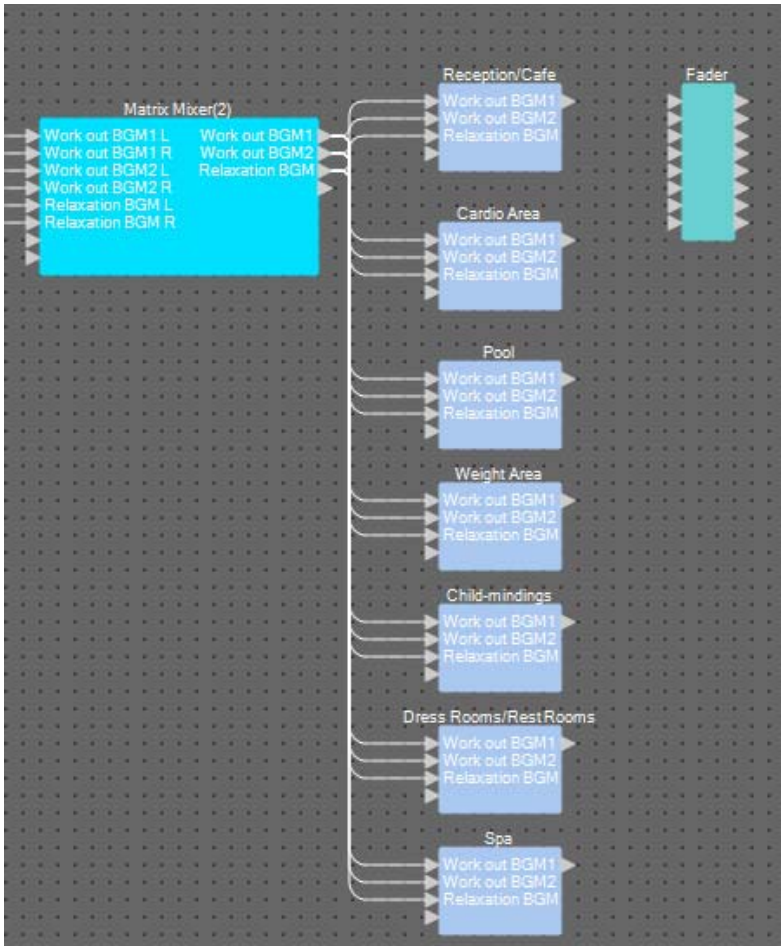 Matrix Mixer(2)
Work out BGM1 L
Work out BGM1 R
Work out BGM2 L
Work out BGM2 R
Relaxation BGM L
Relaxation BGM R
Work out BGM1
Work out BGM2
Relaxation BGM
Reception/Cafe
Work out BGM1
Work out BGM2
Relaxation BGM
Cardio Area
Work out BGM1
Work out BGM2
Relaxation BGM
Pool
Work out BGM1
Work out BGM2
Relaxation BGM
Weight Area
Work out BGM1
Work out BGM2
Relaxation BGM
Child-mindings
Work out BGM1
Work out BGM2
Relaxation BGM
Dress Rooms/Rest Rooms
Work out BGM1
Work out BGM2
Relaxation BGM
Spa
Work out BGM1
Work out BGM2
Relaxation BGM
Fader